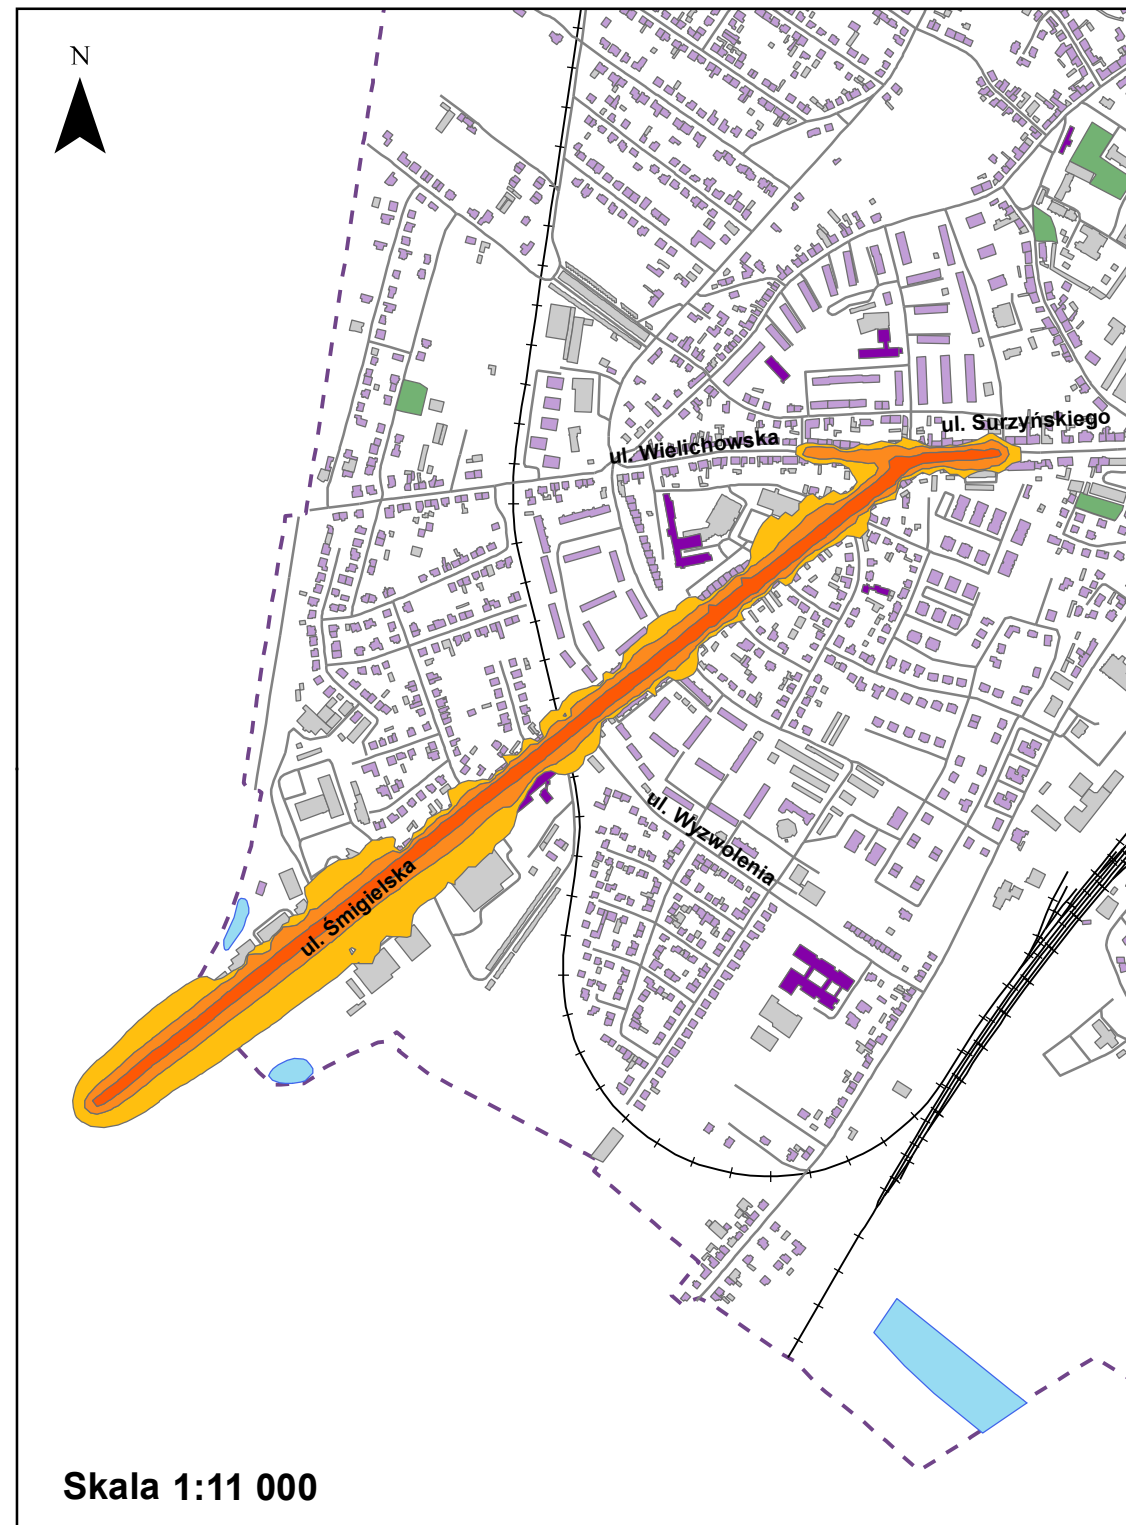 N
ul. Surzyńskiego
ul. Wielichowska
ul. Wyzwolenia
ul. Śmigielska
Skala 1:11 000